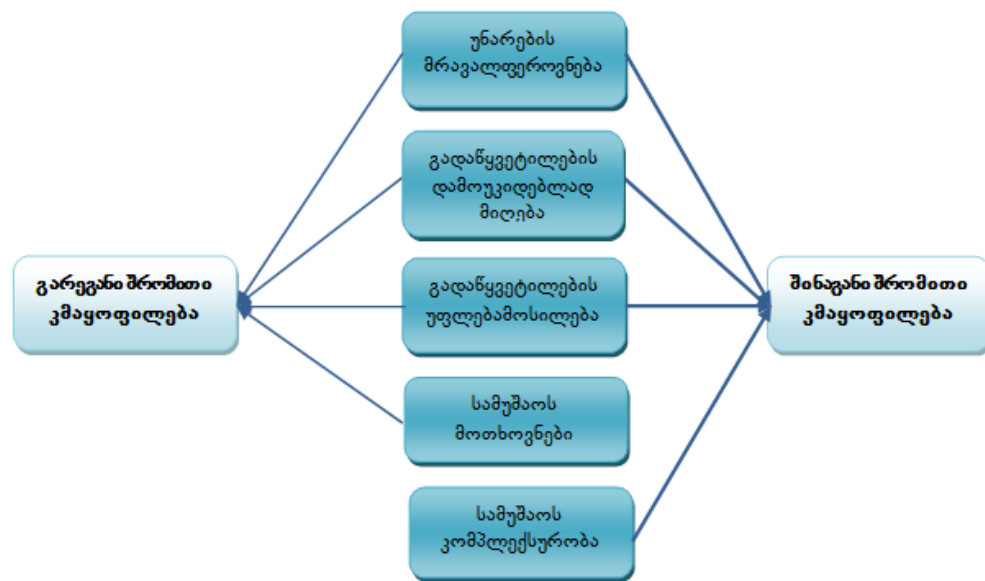 უნარების
მრავალფეროვნება
გადაწყვეტილების
დამოუკიდებლად
მიღება
გარეგანი შრომითი
კმაყოფილება
გადაწყვეტილების
უფლებამოსილება
შინაგანი შრომითი
კმაყოფილება
სამუშაოს
მოთხოვნები
სამუშაოს
კომპლექსურობა